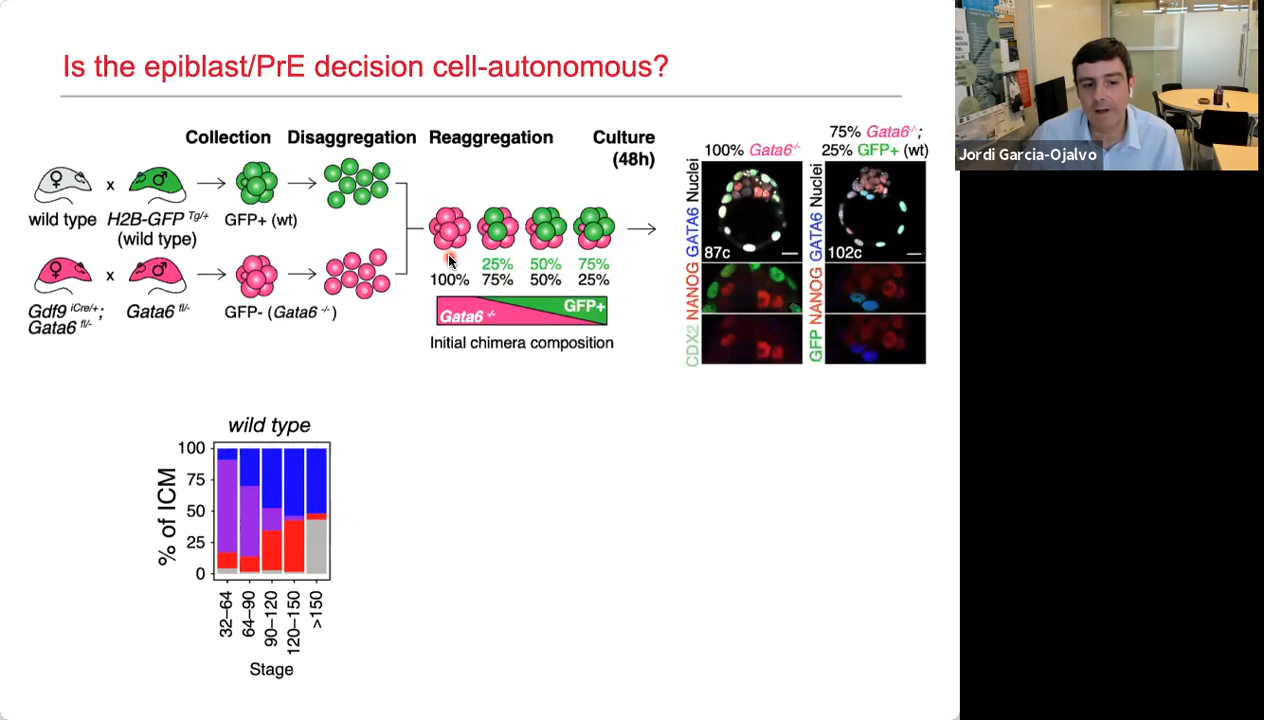 Is the epiblast/PrE decision cell-autonomous?
Collection
Disaggregation
Reaggregation
Culture
(48h)
♀ x ♂
wild type
H2B-GFP Tg/+
(wild type)
GFP+ (wt)
♀ x ♂
Gdf9 iCre/+;
Gata6 fl/-
Gata6 fl/-
GFP- (Gata6 -/-)
25% 50% 75%
100% 75% 50% 25%
Gata6 -/-
GFP+
Initial chimera composition
100% Gata6-/-
75% Gata6-/-;
25% GFP+ (wt)
CDX2 NANOG GATA6 Nuclei
87c
GFP NANOG GATA6 Nuclei
102c
Jordi Garcia-Ojalvo
wild type
% of ICM
100
75
50
25
0
32–64
64–90
90–120
120–150
>150
Stage